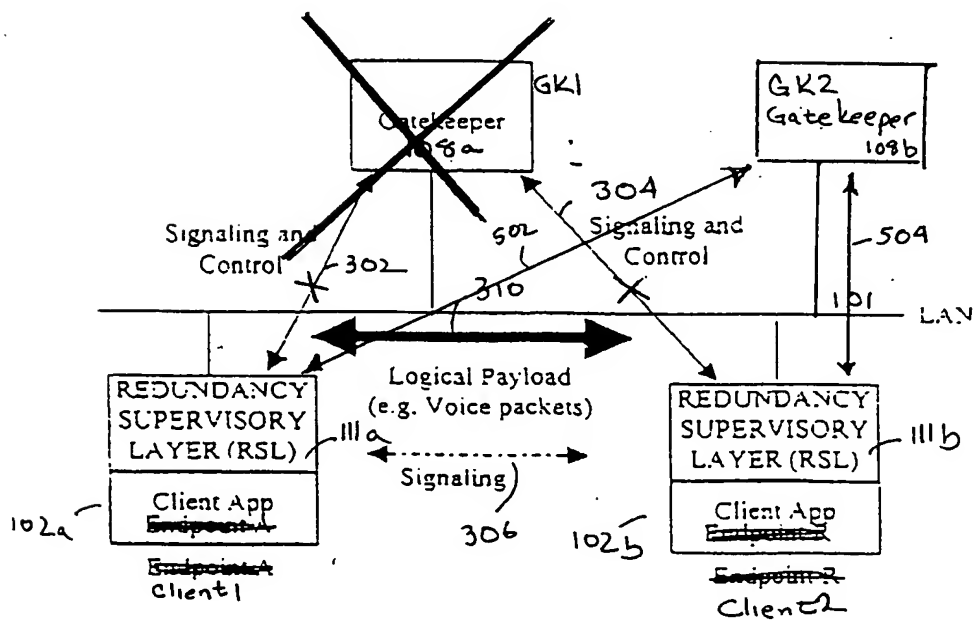 GK1
Gatekeeper
108a
GK2
Gatekeeper
108b
304
Signaling and
Control
302
502
Signaling and
Control
504
310
101
LAN
Logical Payload
(e.g. Voice packets)
REDUNDANCY
SUPERVISORY
LAYER (RSL)
111a
REDUNDANCY
SUPERVISORY
LAYER (RSL)
111b
Signaling
306
Client App
Endpoint A
102a
Endpoint A
Client1
Client App
102b
Client2